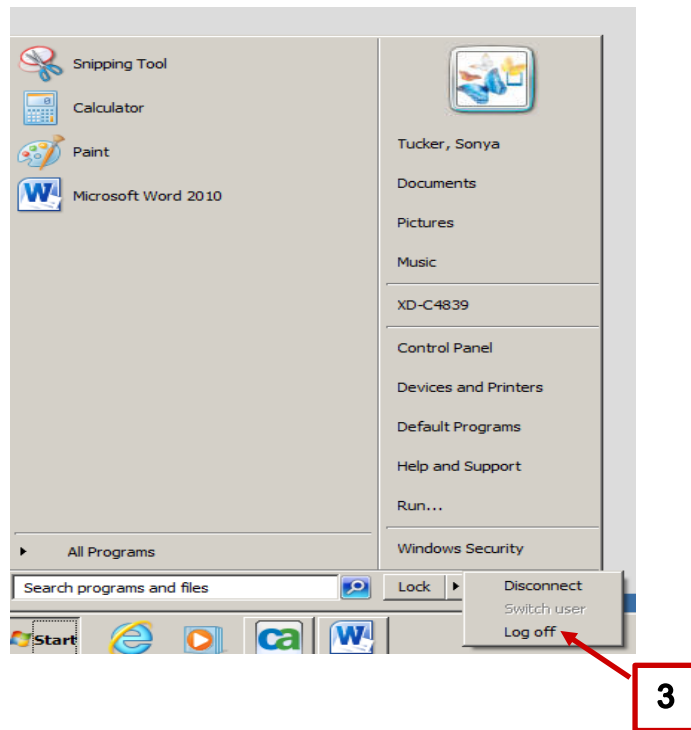 Snipping Tool
Calculator
Paint
Microsoft Word 2010
All Programs
Search programs and files
Tucker, Sonya
Documents
Pictures
Music
XD-C4839
Control Panel
Devices and Printers
Default Programs
Help and Support
Run...
Windows Security
Lock
Disconnect
Switch user
Log off
Start
ca
W
3